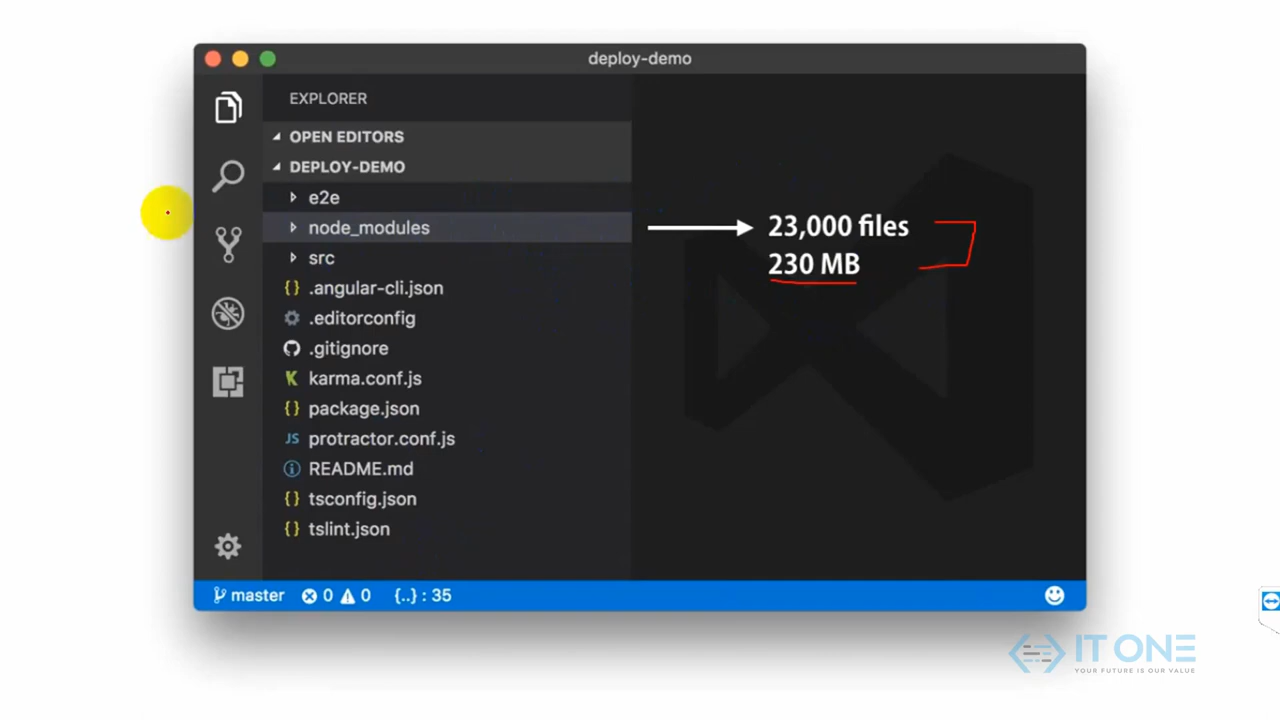 deploy-demo
EXPLORER
OPEN EDITORS
DEPLOY-DEMO
e2e
node_modules
23,000 files
230 MB
src
{} .angular-cli.json
.editorconfig
.gitignore
K karma.conf.js
{} package.json
JS protractor.conf.js
README.md
{} tsconfig.json
{} tslint.json
master 0 0 {..} : 35
IT ONE
YOUR FUTURE IS OUR VALUE